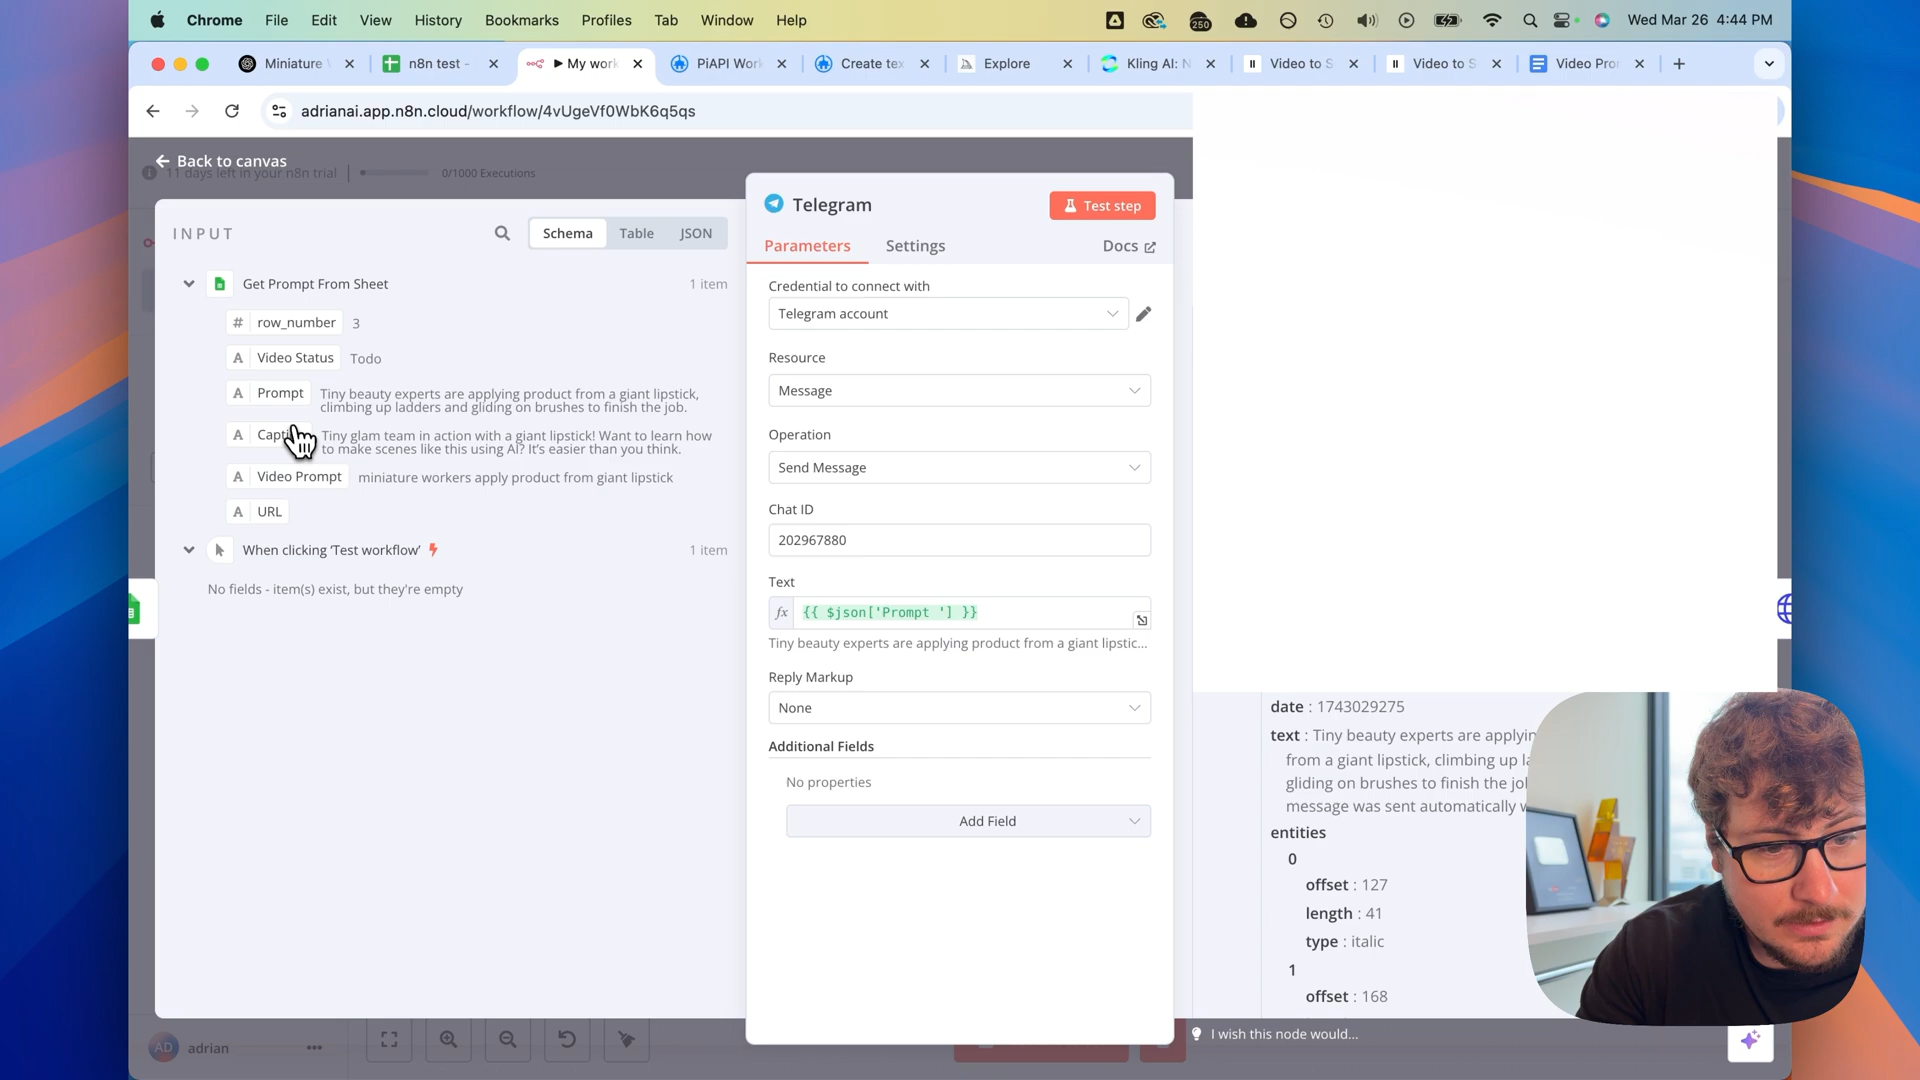 Chrome File Edit View History Bookmarks Profiles Tab Window Help
250
Wed Mar 26 4:44 PM
Miniature
n8n test -
My work
PiAPI Wor
Create tex
Explore
Kling AI: N
Video to S
Video to S
Video Pro
adrianai.app.n8n.cloud/workflow/4vUgeVf0WbK6q5qs
Back to canvas
11 days left in your n8n trial
0/1000 Executions
INPUT
Schema Table JSON
Get Prompt From Sheet 1 item
# row_number 3
A Video Status Todo
A Prompt Tiny beauty experts are applying product from a giant lipstick,
climbing up ladders and gliding on brushes to finish the job.
A Capti Tiny glam team in action with a giant lipstick! Want to learn how
to make scenes like this using AI? It's easier than you think.
A Video Prompt miniature workers apply product from giant lipstick
A URL
When clicking 'Test workflow' 1 item
No fields - item(s) exist, but they're empty
Telegram
Test step
Parameters Settings Docs
Credential to connect with
Telegram account
Resource
Message
Operation
Send Message
Chat ID
202967880
Text
fx {{ $json['Prompt '] }}
Tiny beauty experts are applying product from a giant lipstic...
Reply Markup
None
Additional Fields
No properties
Add Field
date : 1743029275
text : Tiny beauty experts are applyin
from a giant lipstick, climbing up la
gliding on brushes to finish the jo
message was sent automatically w
entities
0
offset : 127
length : 41
type : italic
1
offset : 168
I wish this node would...
AD adrian